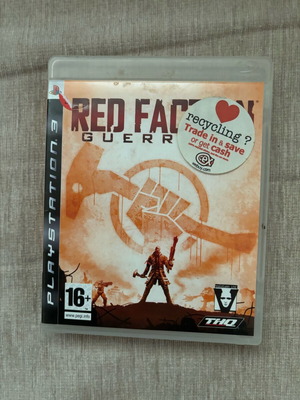 PLAYSTATION 3
RED FACTION
GUERR
recycling ?
Trade in & save
or get cash
cex
16+
www.pegi.info
V
THQ